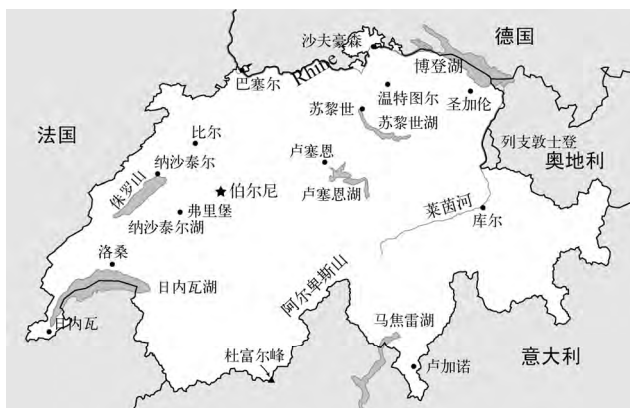 沙夫豪森
德国
Rhihe
博登湖
巴塞尔
温特图尔
圣加伦
苏黎世
苏黎世湖
法国
比尔
列支敦士登
卢塞恩
奥地利
纳沙泰尔
侏罗山
伯尔尼
卢塞恩湖
莱茵河
弗里堡
库尔
纳沙泰尔湖
洛桑
日内瓦湖
阿尔卑斯山
马焦雷湖
日内瓦
杜富尔峰
卢加诺
意大利